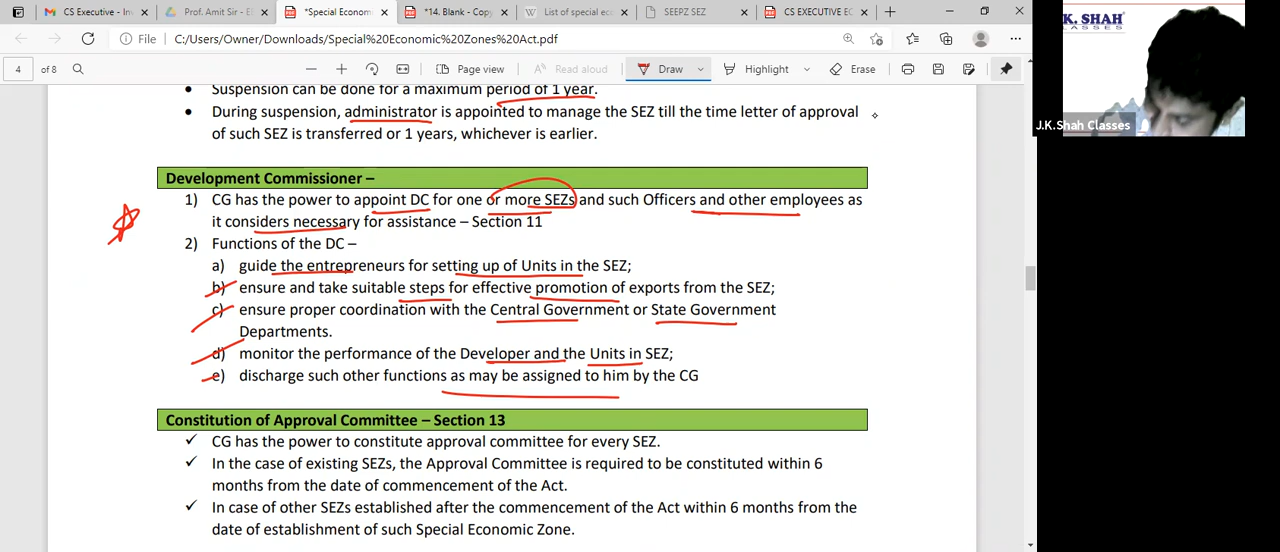 CS Executive - Inv
Prof. Amit Sir - ES
*Special Econom
*14. Blank - Copy
List of special eco
SEEPZ SEZ
CS EXECUTIVE EC
File
C:/Users/Owner/Downloads/Special%20Economic%20Zones%20Act.pdf
4 of 8
Page view
Read aloud
Draw
Highlight
Erase
K. SHAH
CLASSES
J.K.Shah Classes
• Suspension can be done for a maximum period of 1 year.
• During suspension, administrator is appointed to manage the SEZ till the time letter of approval
of such SEZ is transferred or 1 years, whichever is earlier.
Development Commissioner –
1) CG has the power to appoint DC for one or more SEZs and such Officers and other employees as
it considers necessary for assistance – Section 11
2) Functions of the DC –
a) guide the entrepreneurs for setting up of Units in the SEZ;
b) ensure and take suitable steps for effective promotion of exports from the SEZ;
c) ensure proper coordination with the Central Government or State Government
Departments.
d) monitor the performance of the Developer and the Units in SEZ;
e) discharge such other functions as may be assigned to him by the CG
Constitution of Approval Committee – Section 13
✓ CG has the power to constitute approval committee for every SEZ.
✓ In the case of existing SEZs, the Approval Committee is required to be constituted within 6
months from the date of commencement of the Act.
✓ In case of other SEZs established after the commencement of the Act within 6 months from the
date of establishment of such Special Economic Zone.